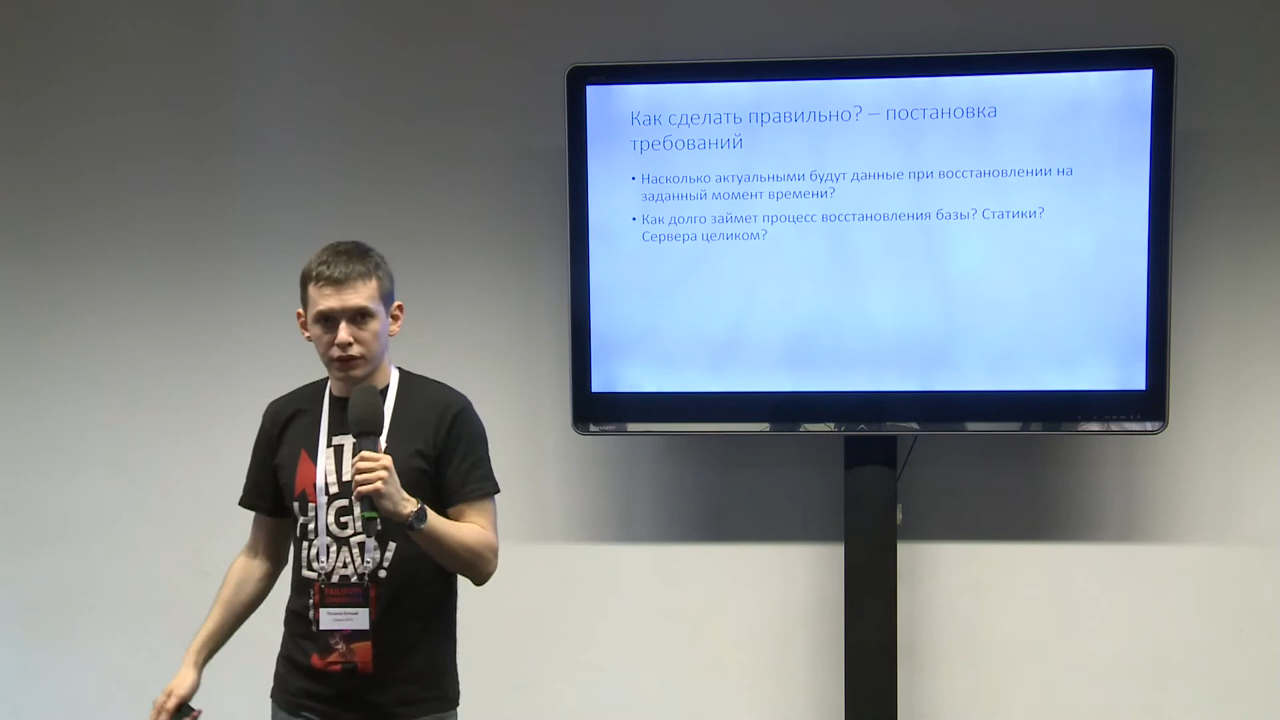 Как сделать правильно? – постановка
требований
• Насколько актуальными будут данные при восстановлении на
заданный момент времени?
• Как долго займет процесс восстановления базы? Статики?
Сервера целиком?
HIGH
LOAD!